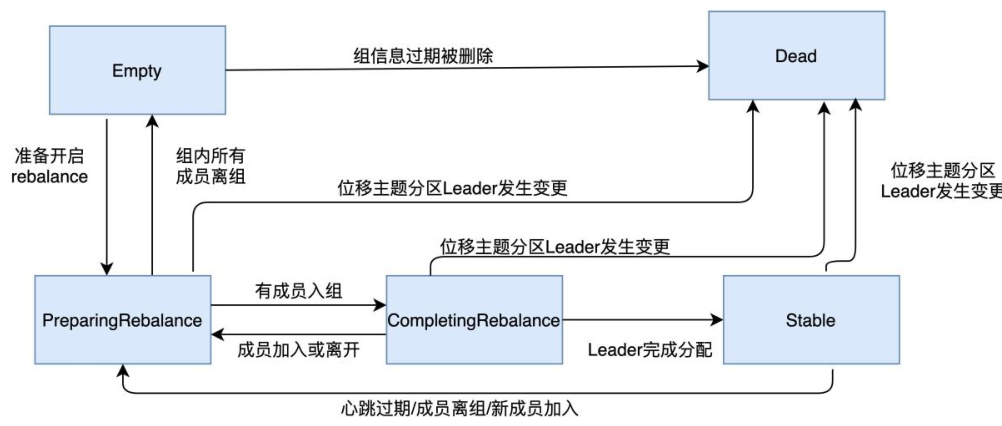 组信息过期被删除
Empty
Dead
准备开启
rebalance
组内所有
成员离组
位移主题分区
Leader发生变更
位移主题分区Leader发生变更
位移主题分区Leader发生变更
有成员入组
PreparingRebalance
CompletingRebalance
Stable
成员加入或离开
Leader完成分配
心跳过期/成员离组/新成员加入